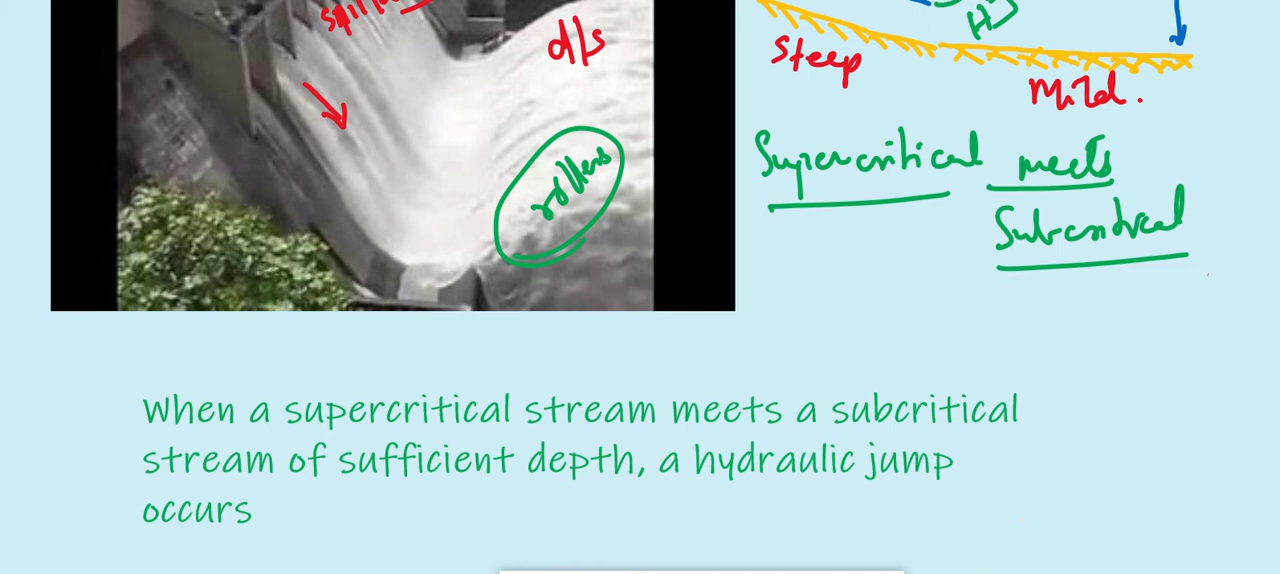 d/s
rollers
Steep
Mild.
Supercritical meets
Subcritical
When a supercritical stream meets a subcritical
stream of sufficient depth, a hydraulic jump
occurs